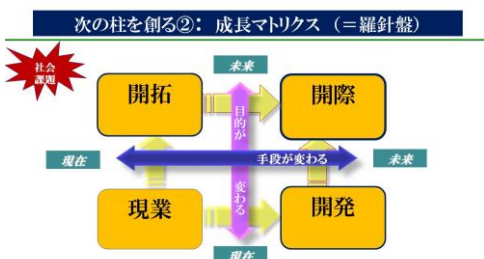 次の柱を創る②: 成長マトリクス (=羅針盤)
社会
課題
未来
開拓
開際
目的が
変わる
現在
手段が変わる
未来
現業
開発
現在